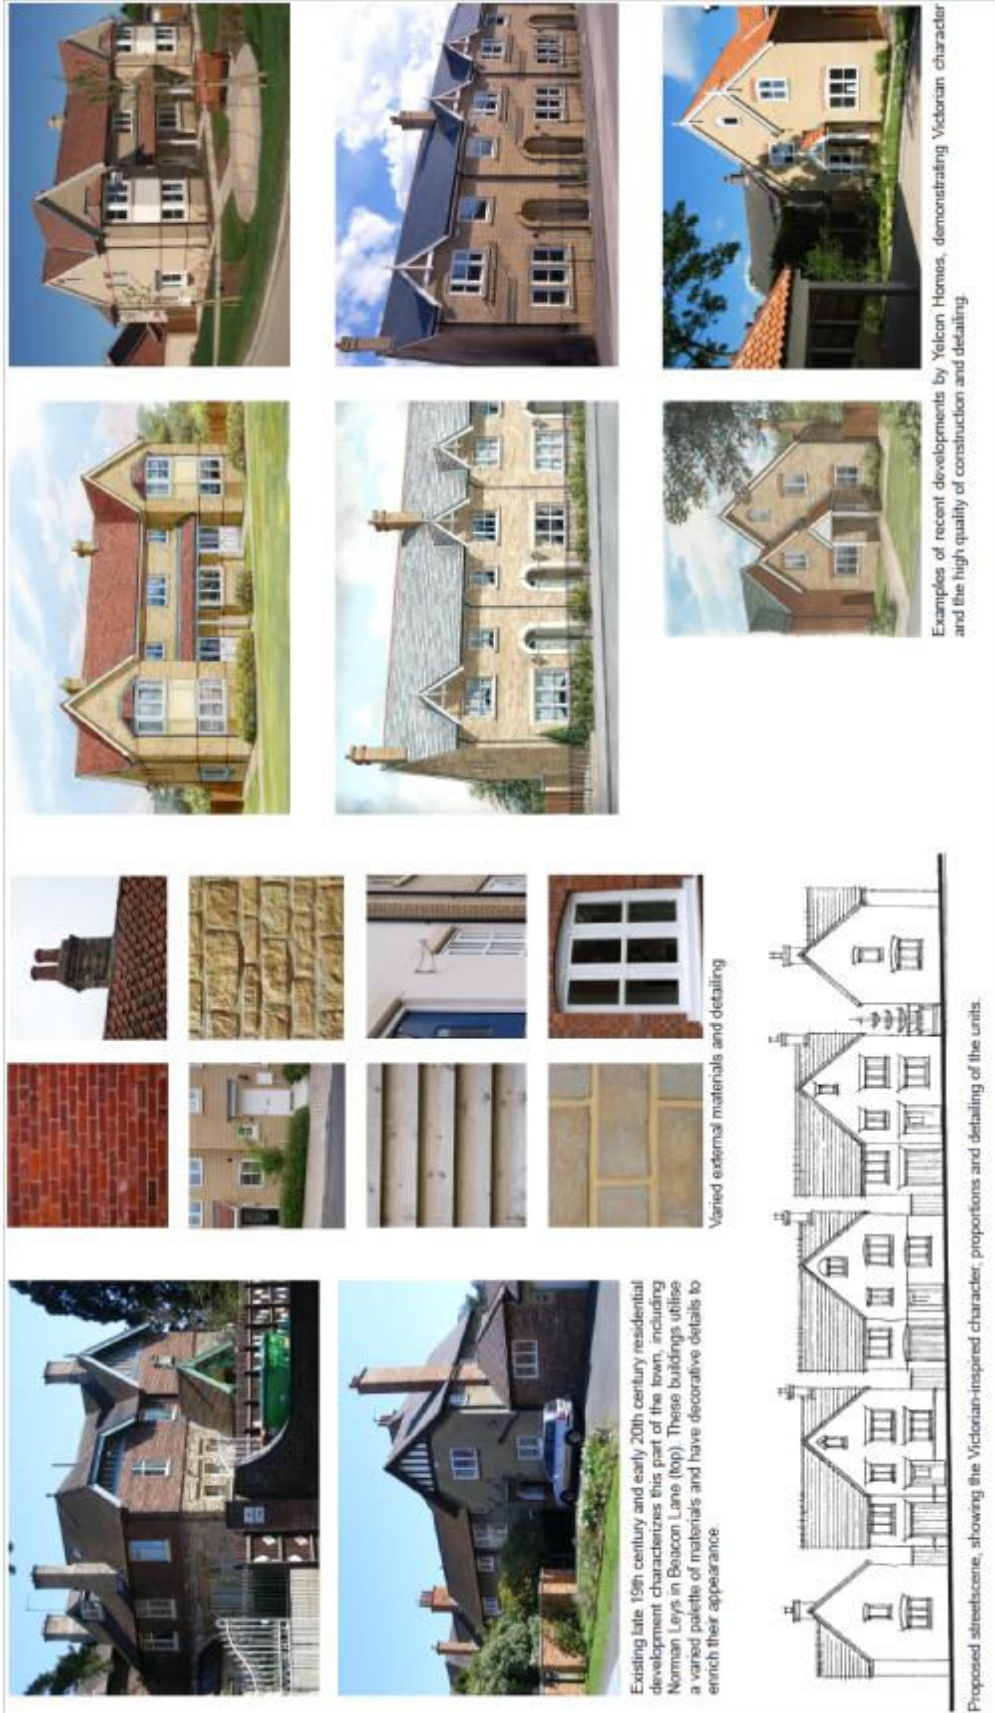 Existing late 19th century and early 20th century residential
development characterizes this part of the town, including
Norman Leys in Beacon Lane (top). These buildings utilise
a varied palette of materials and have decorative details to
enrich their appearance.
Varied external materials and detailing
Examples of recent developments by Yelcon Homes, demonstrating Victorian character
and the high quality of construction and detailing.
Proposed streetscene, showing the Victorian-inspired character, proportions and detailing of the units.